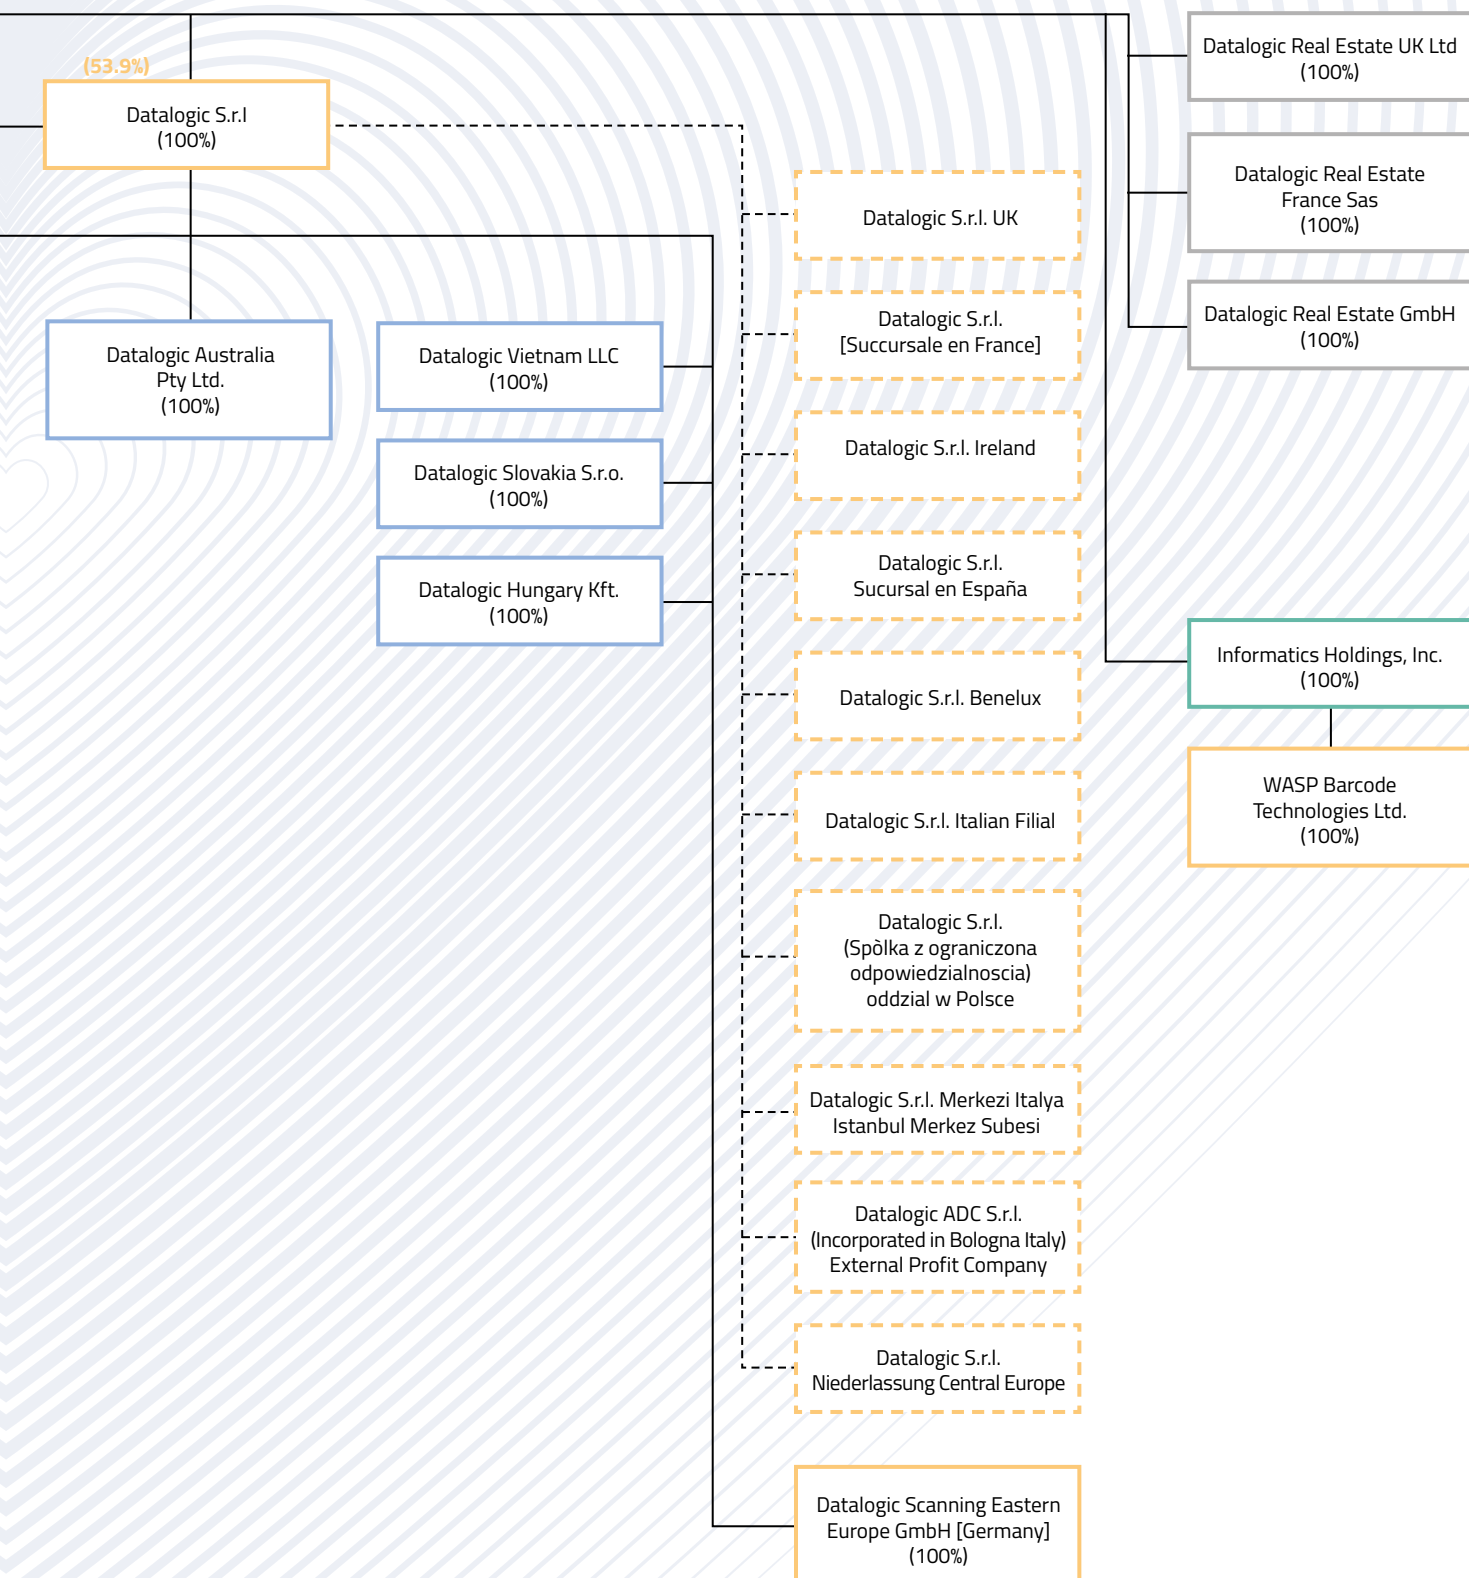 (53.9%)
Datalogic S.r.l
(100%)
Datalogic Australia
Pty Ltd.
(100%)
Datalogic Vietnam LLC
(100%)
Datalogic Slovakia S.r.o.
(100%)
Datalogic Hungary Kft.
(100%)
Datalogic S.r.l. UK
Datalogic S.r.l.
[Succursale en France]
Datalogic S.r.l. Ireland
Datalogic S.r.l.
Sucursal en España
Datalogic S.r.l. Benelux
Datalogic S.r.l. Italian Filial
Datalogic S.r.l.
(Spòlka z ograniczona
odpowiedzialnoscia)
oddzial w Polsce
Datalogic S.r.l. Merkezi Italya
Istanbul Merkez Subesi
Datalogic ADC S.r.l.
(Incorporated in Bologna Italy)
External Profit Company
Datalogic S.r.l.
Niederlassung Central Europe
Datalogic Scanning Eastern
Europe GmbH [Germany]
(100%)
Datalogic Real Estate UK Ltd
(100%)
Datalogic Real Estate
France Sas
(100%)
Datalogic Real Estate GmbH
(100%)
Informatics Holdings, Inc.
(100%)
WASP Barcode
Technologies Ltd.
(100%)